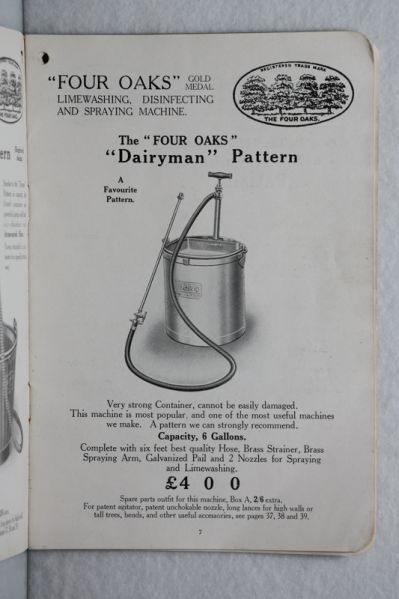 "FOUR OAKS" GOLD MEDAL
LIMEWASHING, DISINFECTING
AND SPRAYING MACHINE.
REGISTERED TRADE MARK
THE FOUR OAKS.
The "FOUR OAKS"
"Dairyman" Pattern
A
Favourite
Pattern.
Very strong Container, cannot be easily damaged.
This machine is most popular, and one of the most useful machines
we make. A pattern we can strongly recommend.
Capacity, 6 Gallons.
Complete with six feet best quality Hose, Brass Strainer, Brass
Spraying Arm, Galvanized Pail and 2 Nozzles for Spraying
and Limewashing.
£4 0 0
Spare parts outfit for this machine, Box A, 2/6 extra.
For patent agitator, patent unchokable nozzle, long lances for high walls or
tall trees, bends, and other useful accessories, see pages 37, 38 and 39.
7